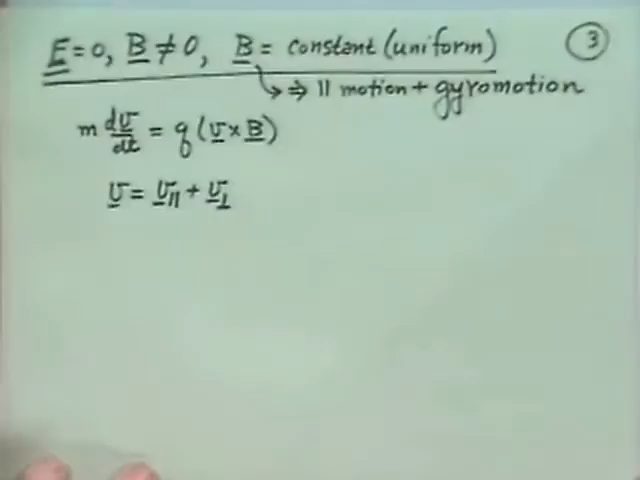 E = 0, B ≠ 0, B = constant (uniform) 3
↳ ⇒ || motion + gyromotion
m dv/dt = q (v × B)
v = v|| + v⊥